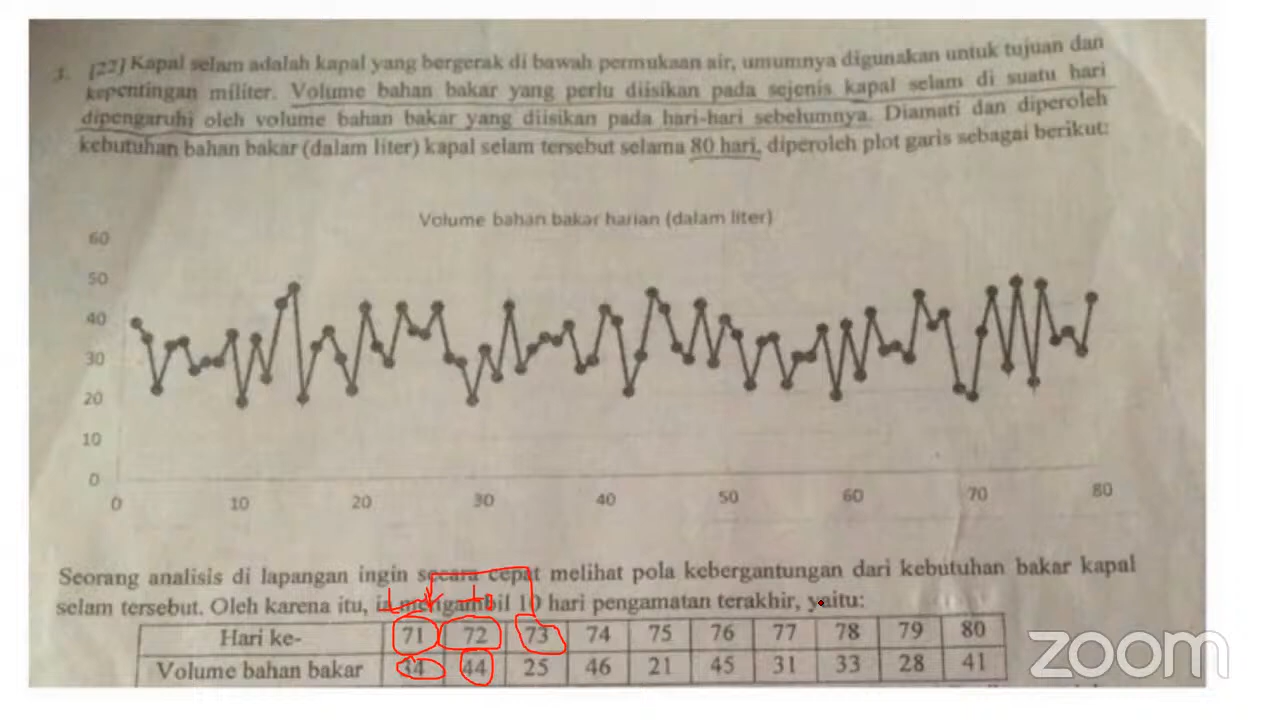 3. [22] Kapal selam adalah kapal yang bergerak di bawah permukaan air, umumnya digunakan untuk tujuan dan
kepentingan militer. Volume bahan bakar yang perlu diisikan pada sejenis kapal selam di suatu hari
dipengaruhi oleh volume bahan bakar yang diisikan pada hari-hari sebelumnya. Diamati dan diperoleh
kebutuhan bahan bakar (dalam liter) kapal selam tersebut selama 80 hari, diperoleh plot garis sebagai berikut:
Volume bahan bakar harian (dalam liter)
60
50
40
30
20
10
0
0 10 20 30 40 50 60 70 80
Seorang analisis di lapangan ingin secara cepat melihat pola kebergantungan dari kebutuhan bakar kapal
selam tersebut. Oleh karena itu, ia mengambil 10 hari pengamatan terakhir, yaitu:
Hari ke- 71 72 73 74 75 76 77 78 79 80
Volume bahan bakar 34 44 25 46 21 45 31 33 28 41
zoom